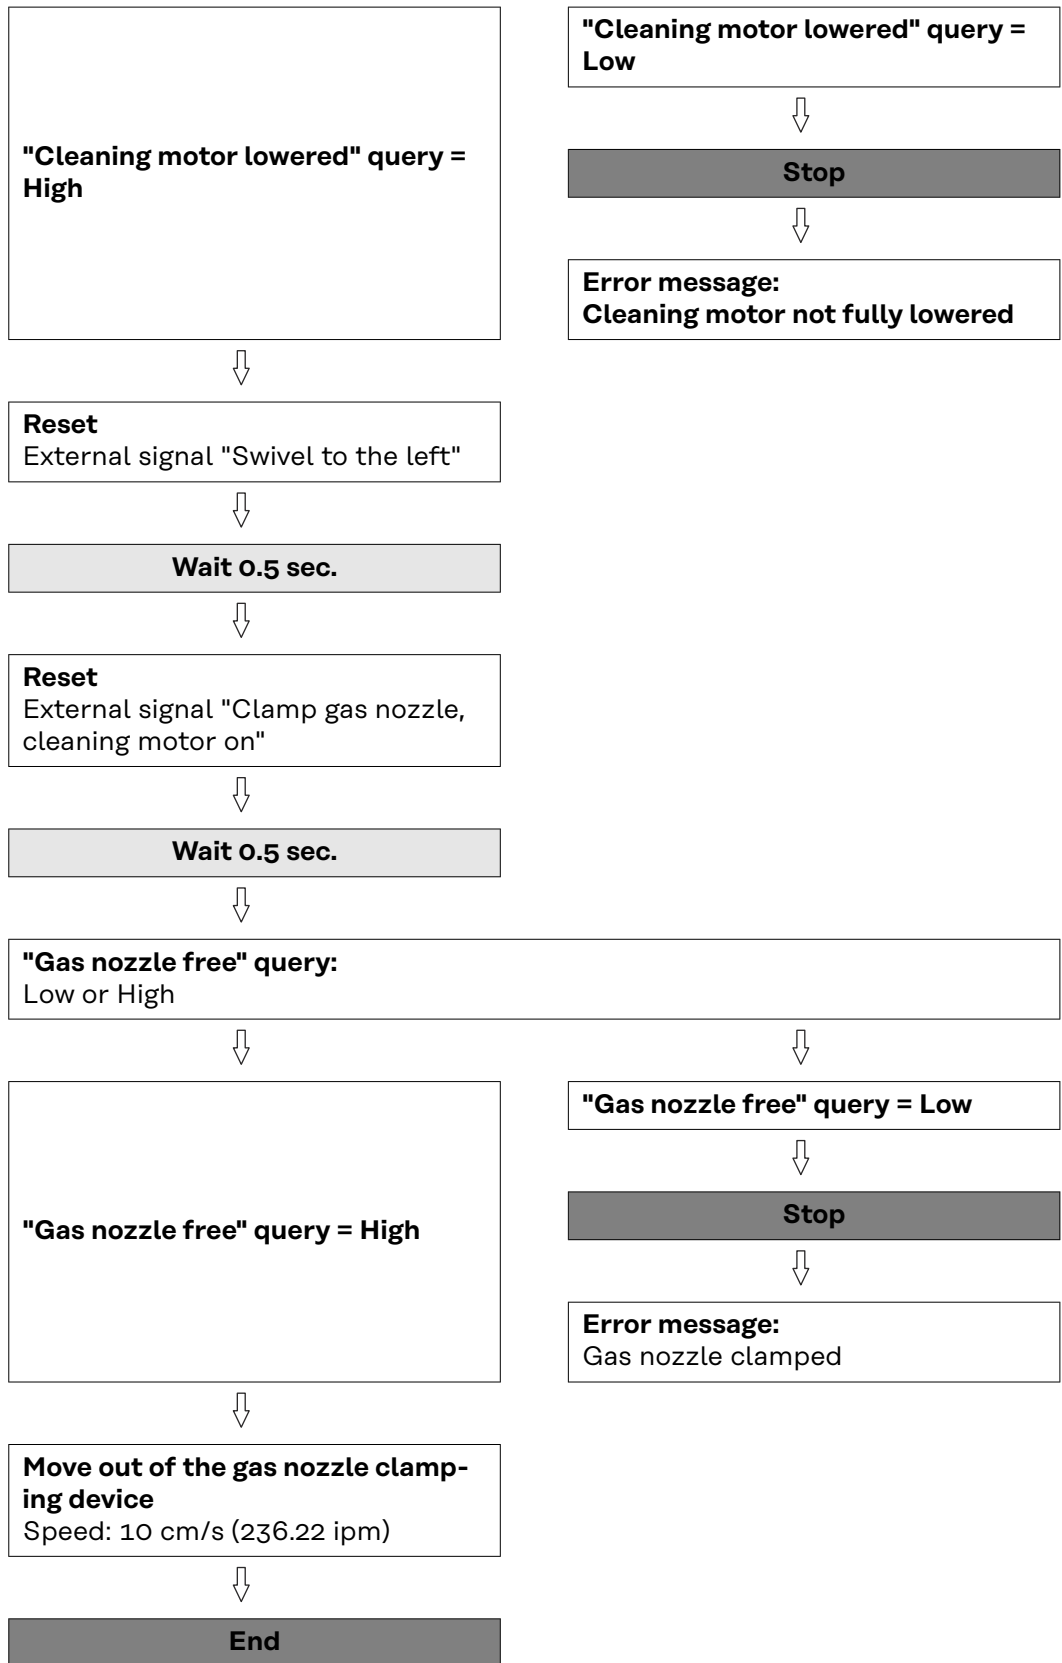 "Cleaning motor lowered" query =
High
"Cleaning motor lowered" query =
Low
Stop
Error message:
Cleaning motor not fully lowered
Reset
External signal "Swivel to the left"
Wait 0.5 sec.
Reset
External signal "Clamp gas nozzle,
cleaning motor on"
Wait 0.5 sec.
"Gas nozzle free" query:
Low or High
"Gas nozzle free" query = High
"Gas nozzle free" query = Low
Stop
Error message:
Gas nozzle clamped
Move out of the gas nozzle clamp-
ing device
Speed: 10 cm/s (236.22 ipm)
End